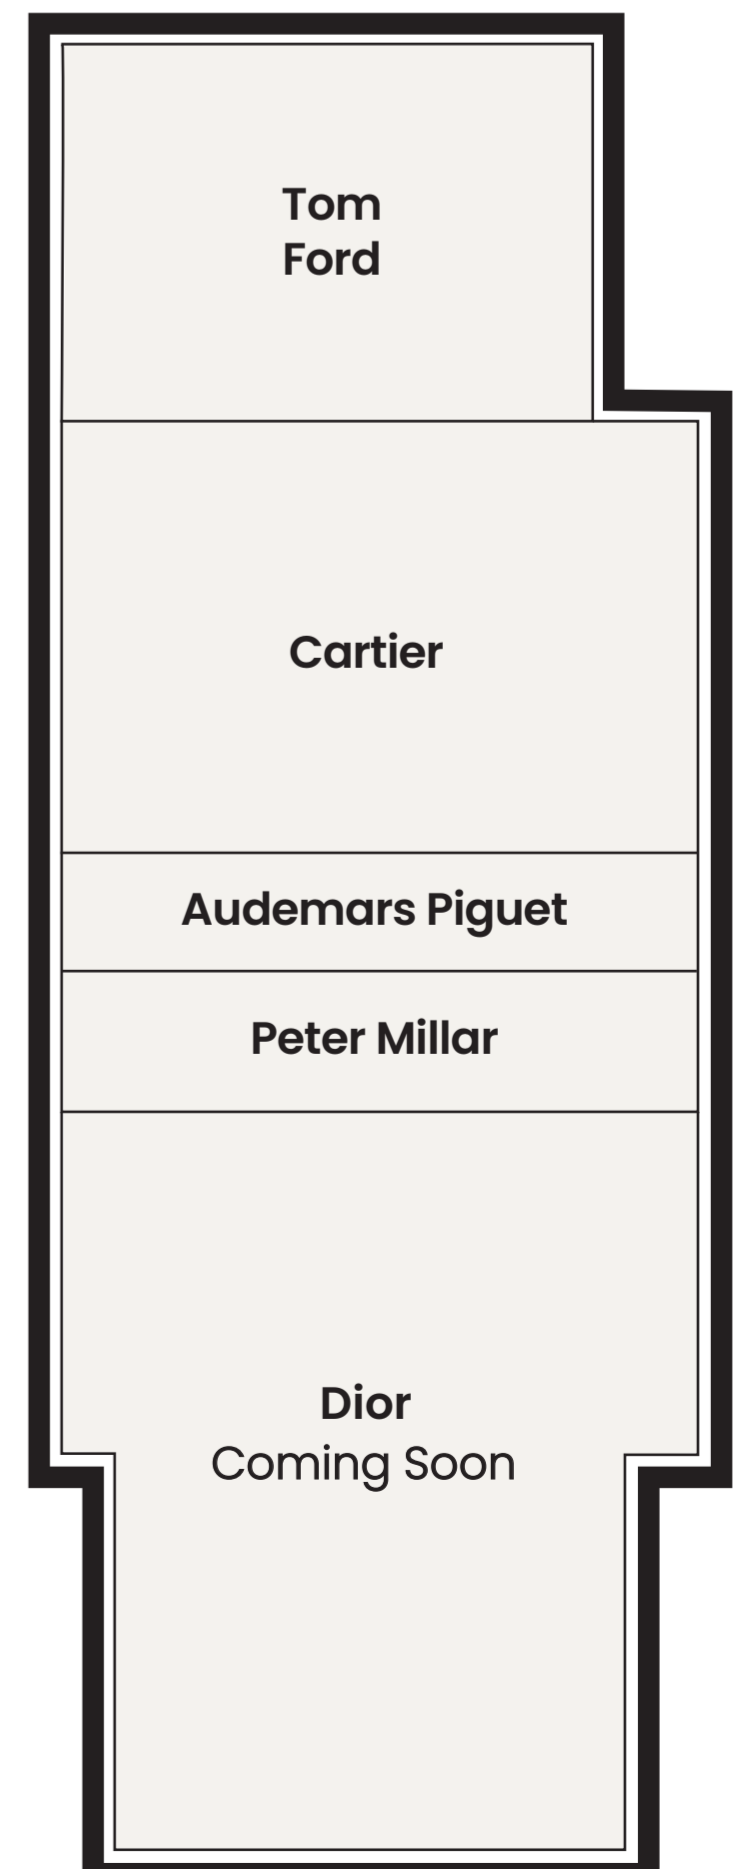 Tom
Ford
Cartier
Audemars Piguet
Peter Millar
Dior
Coming Soon